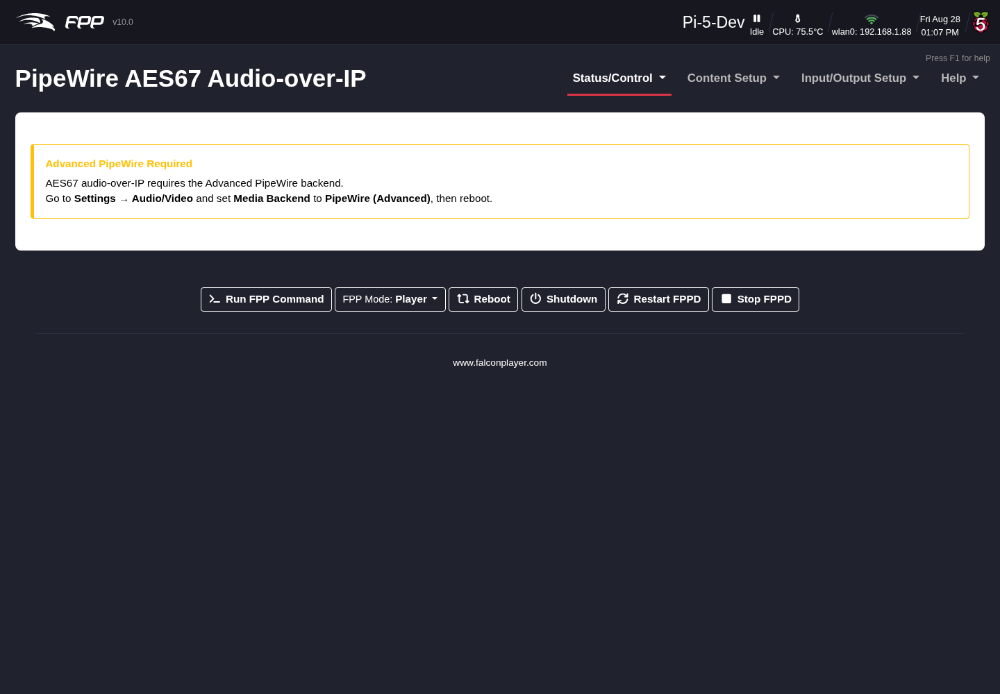 FPP v10.0
Pi-5-Dev
Idle
CPU: 75.5°C
wlan0: 192.168.1.88
Fri Aug 28
01:07 PM
5
Press F1 for help
PipeWire AES67 Audio-over-IP
Status/Control Content Setup Input/Output Setup Help
Advanced PipeWire Required
AES67 audio-over-IP requires the Advanced PipeWire backend.
Go to Settings → Audio/Video and set Media Backend to PipeWire (Advanced), then reboot.
Run FPP Command FPP Mode: Player Reboot Shutdown Restart FPPD Stop FPPD
www.falconplayer.com